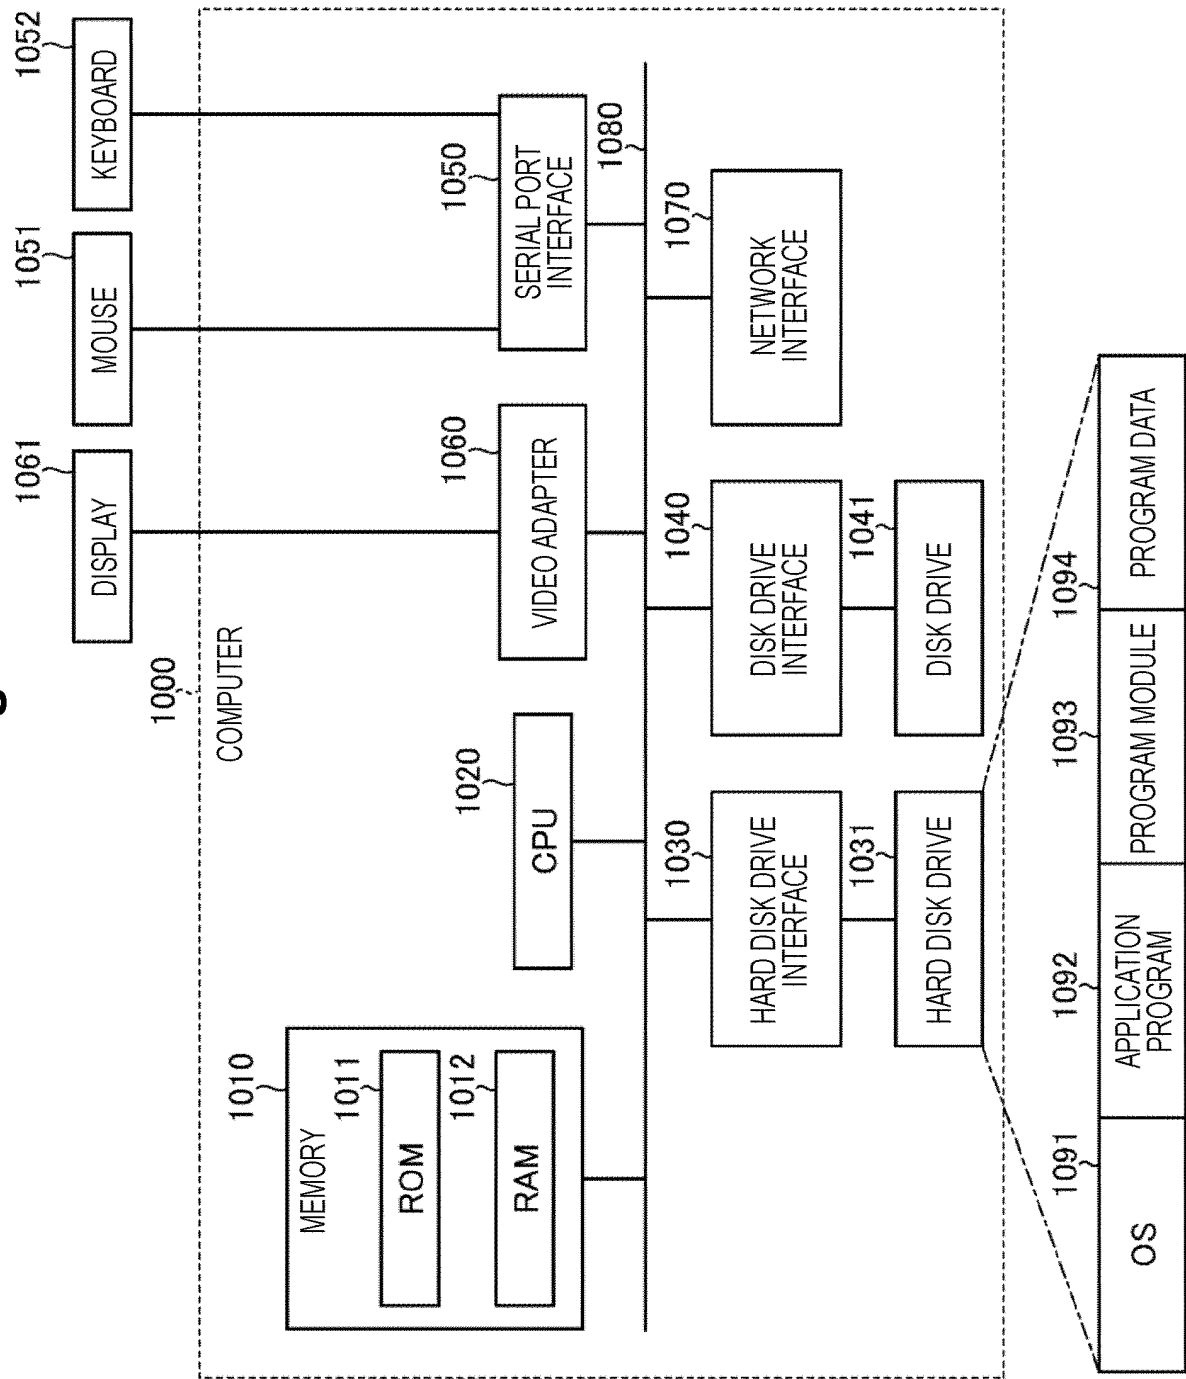 1000
COMPUTER
1010
MEMORY
1011
ROM
1012
RAM
1020
CPU
1061
DISPLAY
1051
MOUSE
1052
KEYBOARD
1060
VIDEO ADAPTER
1050
SERIAL PORT
INTERFACE
1080
1030
HARD DISK DRIVE
INTERFACE
1031
HARD DISK DRIVE
1040
DISK DRIVE
INTERFACE
1041
DISK DRIVE
1070
NETWORK
INTERFACE
1091
OS
1092
APPLICATION
PROGRAM
1093
PROGRAM MODULE
1094
PROGRAM DATA